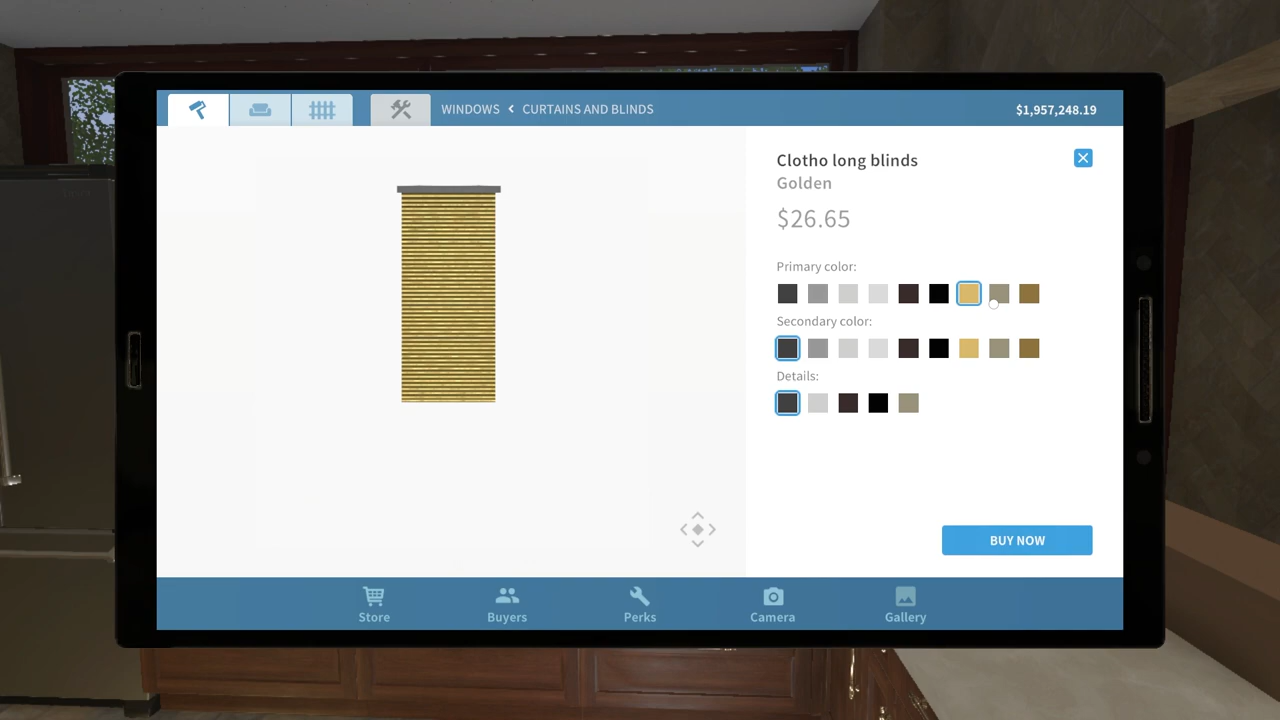 WINDOWS < CURTAINS AND BLINDS
$1,957,248.19
Clotho long blinds
Golden
$26.65
Primary color:
Secondary color:
Details:
BUY NOW
Store
Buyers
Perks
Camera
Gallery